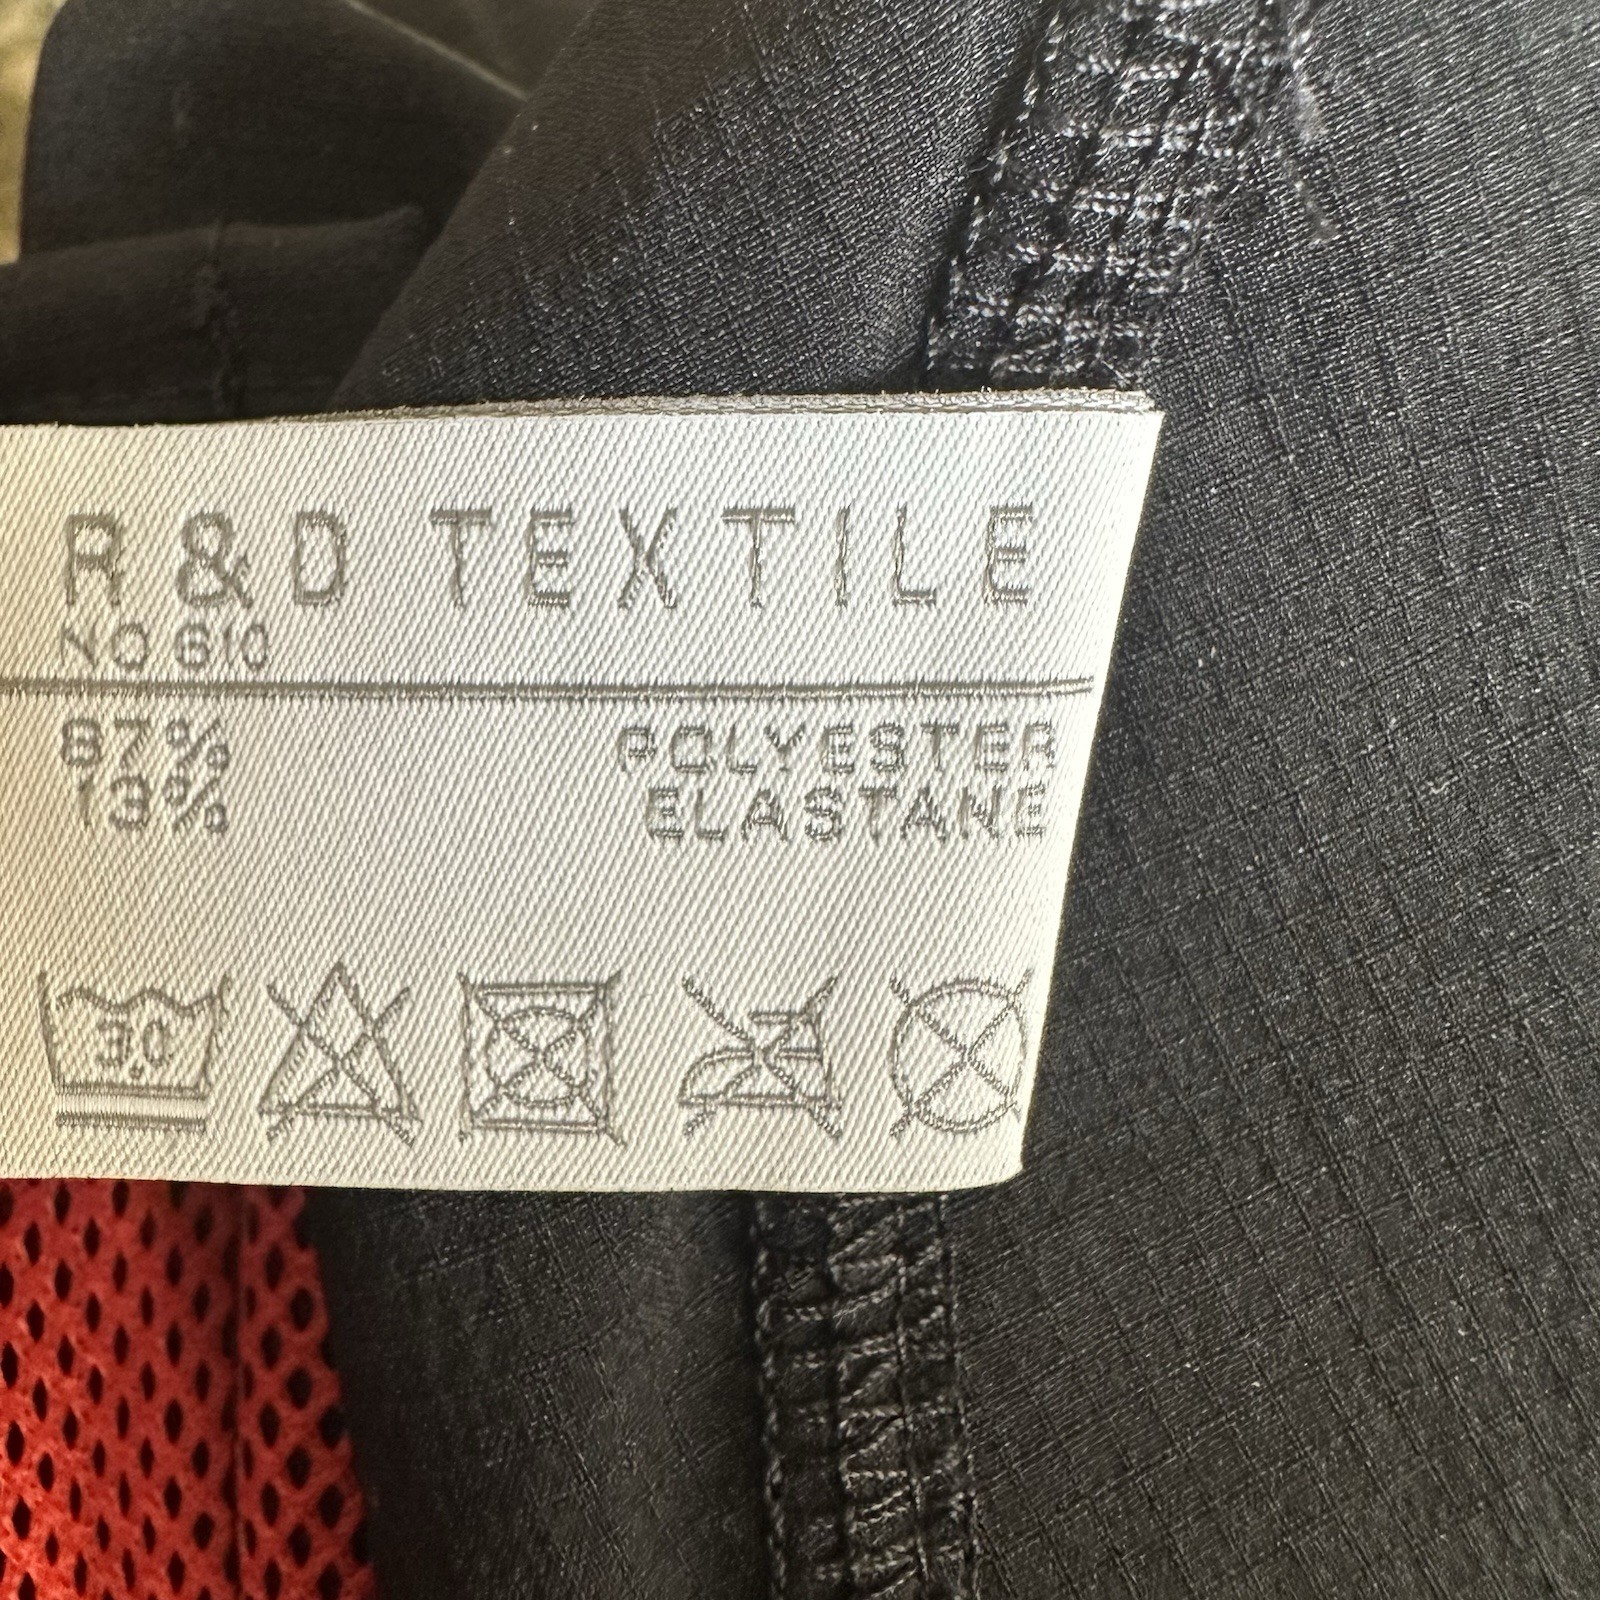 R & D TEXTILE
NO 610
87% POLYESTER
13% ELASTANE
30